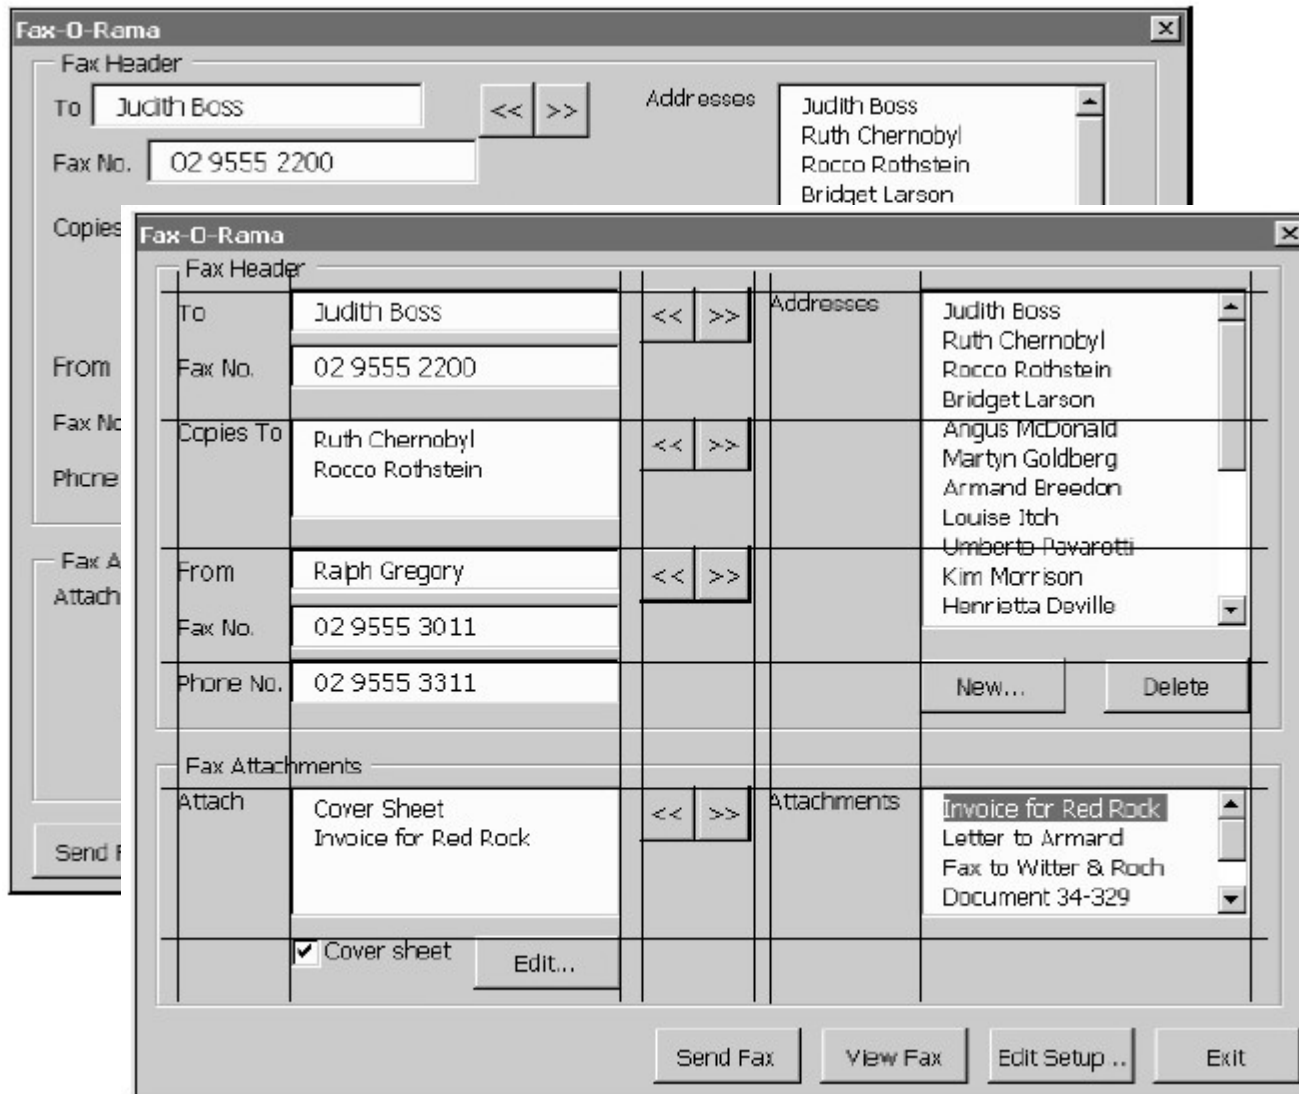 Fax-O-Rama
Fax Header
To Judith Boss << >> Addresses Judith Boss
Ruth Chernobyl
Fax No. 02 9555 2200 Rocco Rothstein
Bridget Larson
Copies
From
Fax No
Phone
Fax A
Attach
Send F
Fax-O-Rama
Fax Header
To Judith Boss << >> Addresses Judith Boss
Ruth Chernobyl
Fax No. 02 9555 2200 Rocco Rothstein
Bridget Larson
Copies To Ruth Chernobyl << >> Angus McDonald
Rocco Rothstein Martyn Goldberg
Armand Breedon
Louise Itch
Umberto Pavarotti
From Ralph Gregory << >> Kim Morrison
Henrietta Deville
Fax No. 02 9555 3011
Phone No. 02 9555 3311 New... Delete
Fax Attachments
Attach Cover Sheet << >> Attachments Invoice for Red Rock
Invoice for Red Rock Letter to Armand
Fax to Witter & Roch
Document 34-329
Cover sheet Edit...
Send Fax View Fax Edit Setup .. Exit